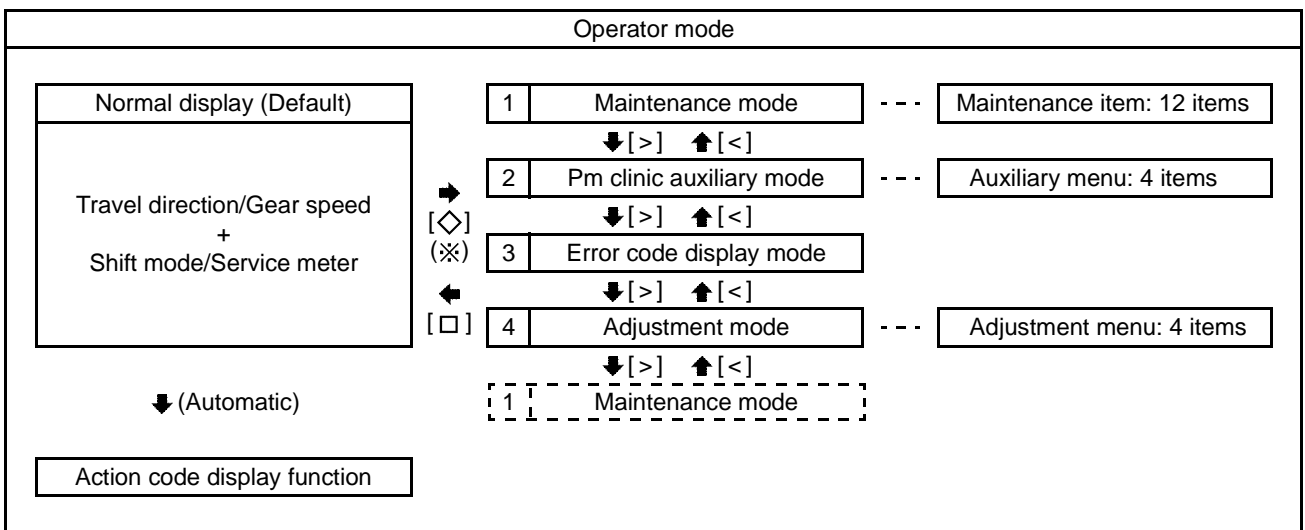 Operator mode
Normal display (Default)
Travel direction/Gear speed
+
Shift mode/Service meter
[◇]
(※)
[□]
1 Maintenance mode
Maintenance item: 12 items
[>] [<]
2 Pm clinic auxiliary mode
Auxiliary menu: 4 items
[>] [<]
3 Error code display mode
[>] [<]
4 Adjustment mode
Adjustment menu: 4 items
[>] [<]
1 Maintenance mode
(Automatic)
Action code display function